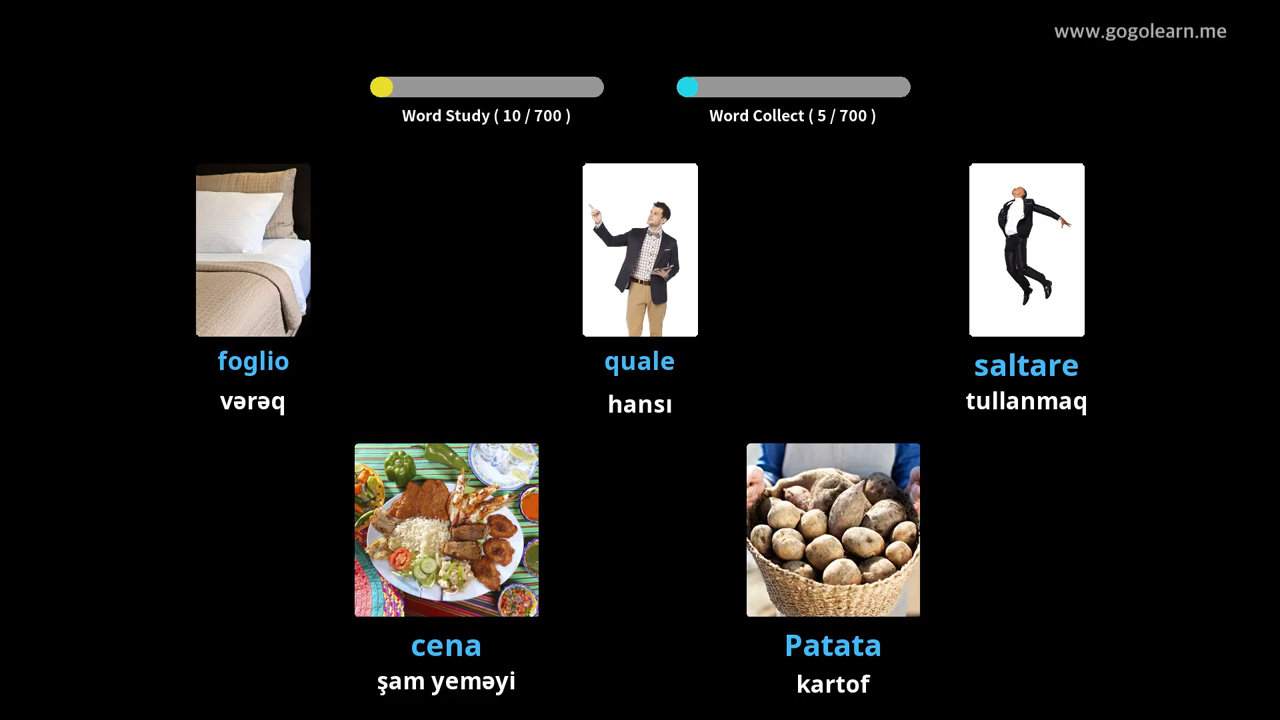 www.gogolearn.me
Word Study ( 10 / 700 )
Word Collect ( 5 / 700 )
foglio
vərəq
quale
hansı
saltare
tullanmaq
cena
şam yeməyi
Patata
kartof